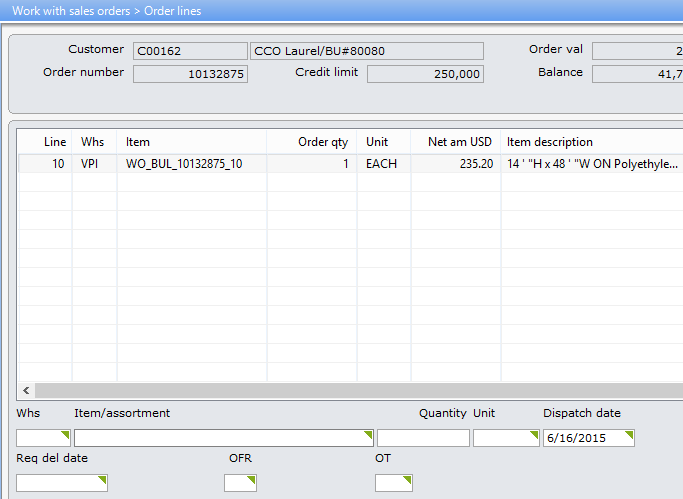 Work with sales orders > Order lines
Customer C00162 CCO Laurel/BU#80080 Order val 2
Order number 10132875 Credit limit 250,000 Balance 41,7
Line Whs Item Order qty Unit Net am USD Item description
10 VPI WO_BUL_10132875_10 1 EACH 235.20 14 ' "H x 48 ' "W ON Polyethyle...
Whs Item/assortment Quantity Unit Dispatch date
6/16/2015
Req del date OFR OT